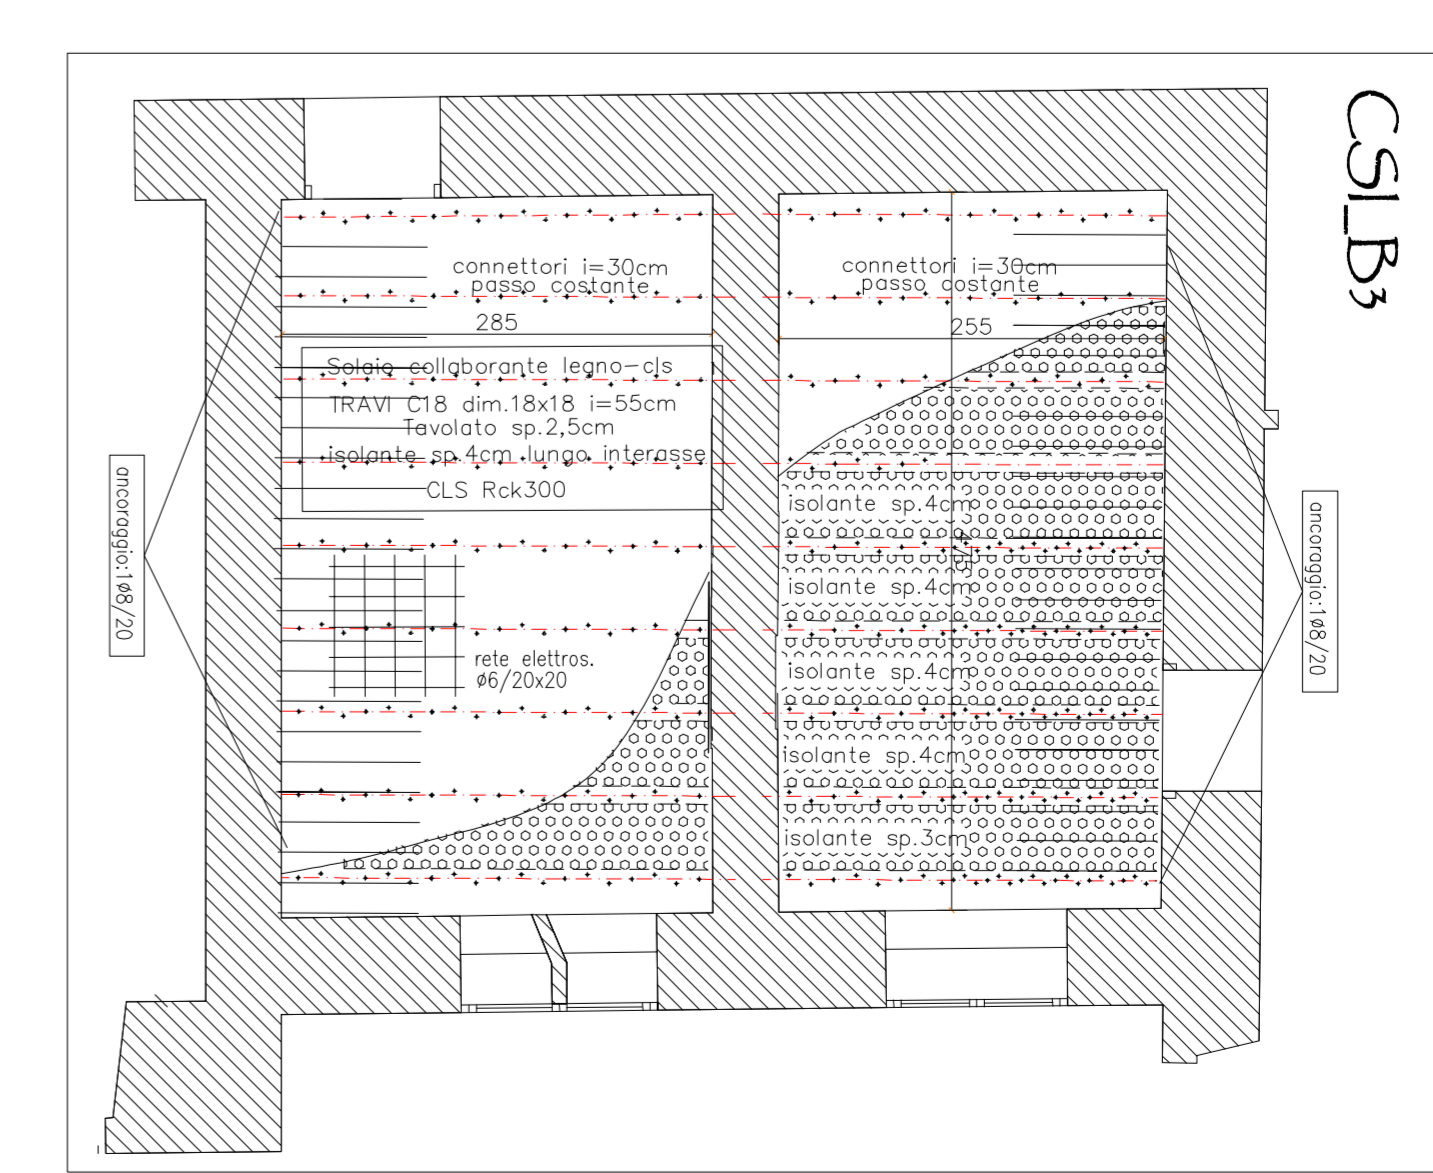 CSI_B3
connettori i=30cm
passo costante
285
Solaio collaborante legno-cls
TRAVI C18 dim.18x18 i=55cm
Tavolato sp.2,5cm
isolante sp.4cm lungo interasse
CLS Rck300
rete elettros.
ø6/20x20
ancoraggio:1ø8/20
connettori i=30cm
passo costante
255
isolante sp.4cm
475
isolante sp.4cm
isolante sp.4cm
isolante sp.4cm
isolante sp.3cm
ancoraggio:1ø8/20